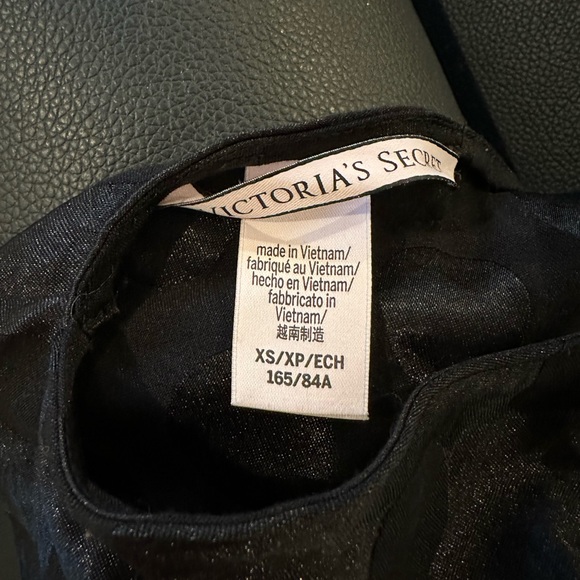 VICTORIA'S SECRET
made in Vietnam/
fabriqué au Vietnam/
hecho en Vietnam/
fabbricato in
Vietnam/
越南制造
XS/XP/ECH
165/84A